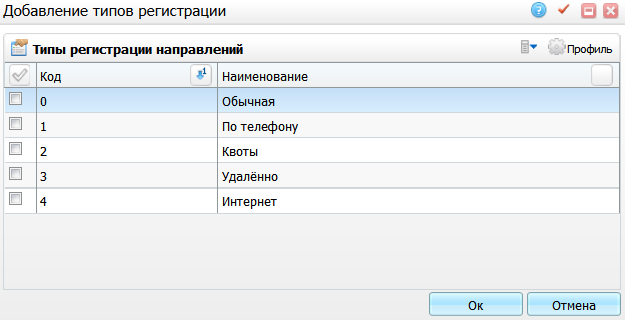 Добавление типов регистрации
Типы регистрации направлений
Профиль
Код 1 Наименование
0 Обычная
1 По телефону
2 Квоты
3 Удалённо
4 Интернет
Ок Отмена